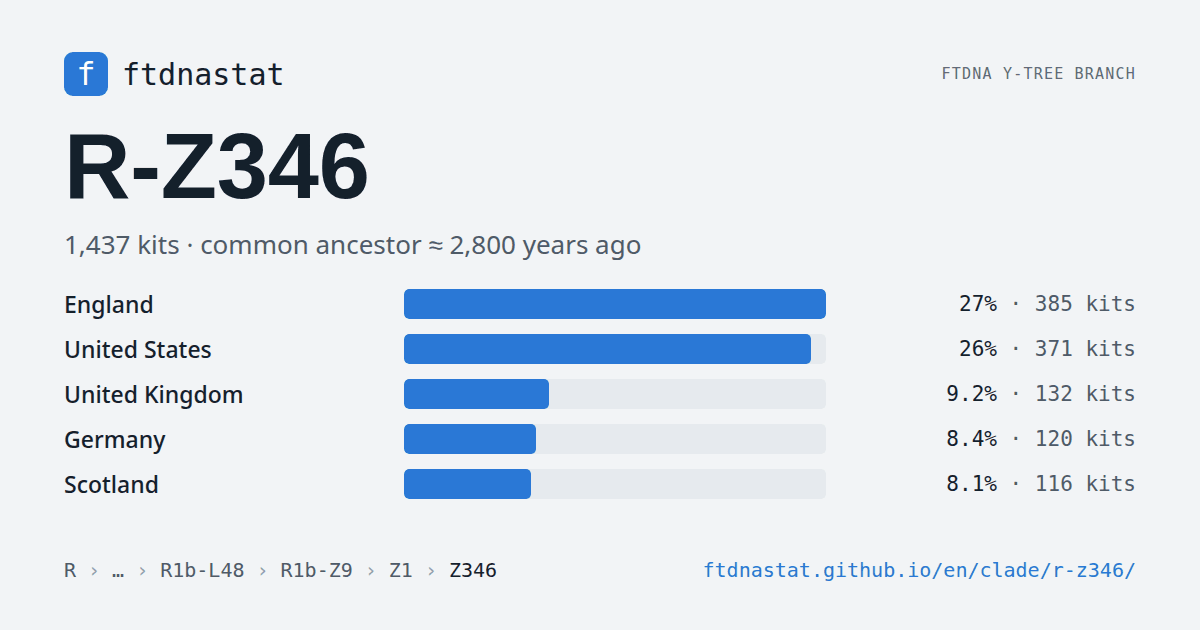 f ftdnastat
FTDNA Y-TREE BRANCH
R-Z346
1,437 kits · common ancestor ≈ 2,800 years ago
England 27% · 385 kits
United States 26% · 371 kits
United Kingdom 9.2% · 132 kits
Germany 8.4% · 120 kits
Scotland 8.1% · 116 kits
R › … › R1b-L48 › R1b-Z9 › Z1 › Z346
ftdnastat.github.io/en/clade/r-z346/